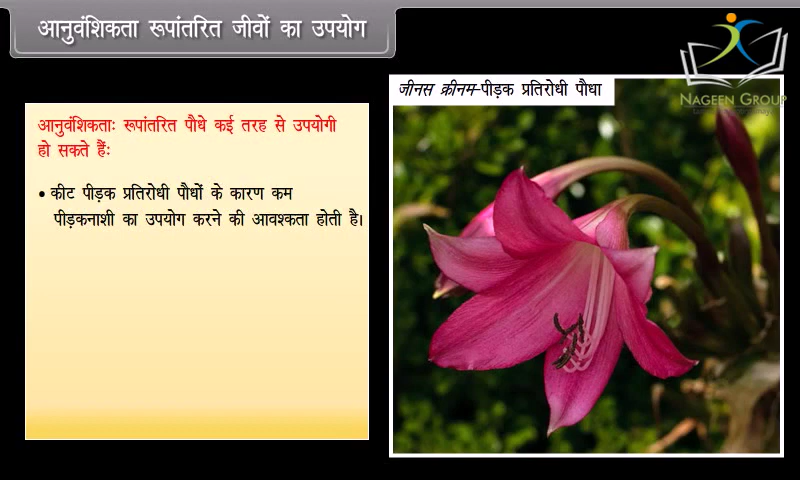 आनुवंशिकता रूपांतरित जीवों का उपयोग
जीनस क्रीनम-पीड़क प्रतिरोधी पौधा
NAGEEN GROUP
आनुवंशिकताः रूपांतरित पौधे कई तरह से उपयोगी
हो सकते हैंः
• कीट पीड़क प्रतिरोधी पौधों के कारण कम
पीड़कनाशी का उपयोग करने की आवश्कता होती है।